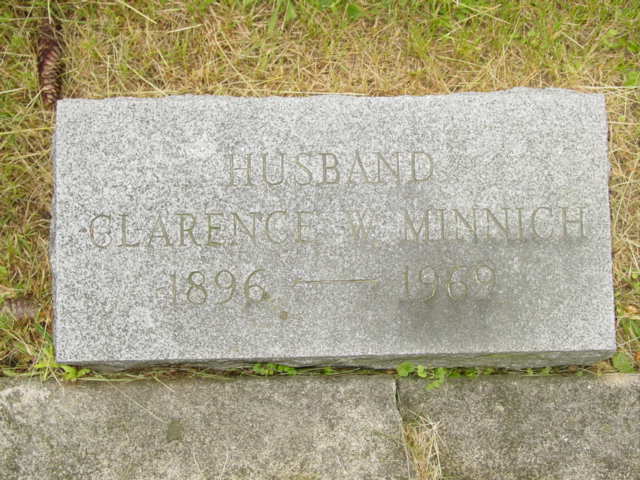 HUSBAND
CLARENCE W. MINNICH
1896 — 1969